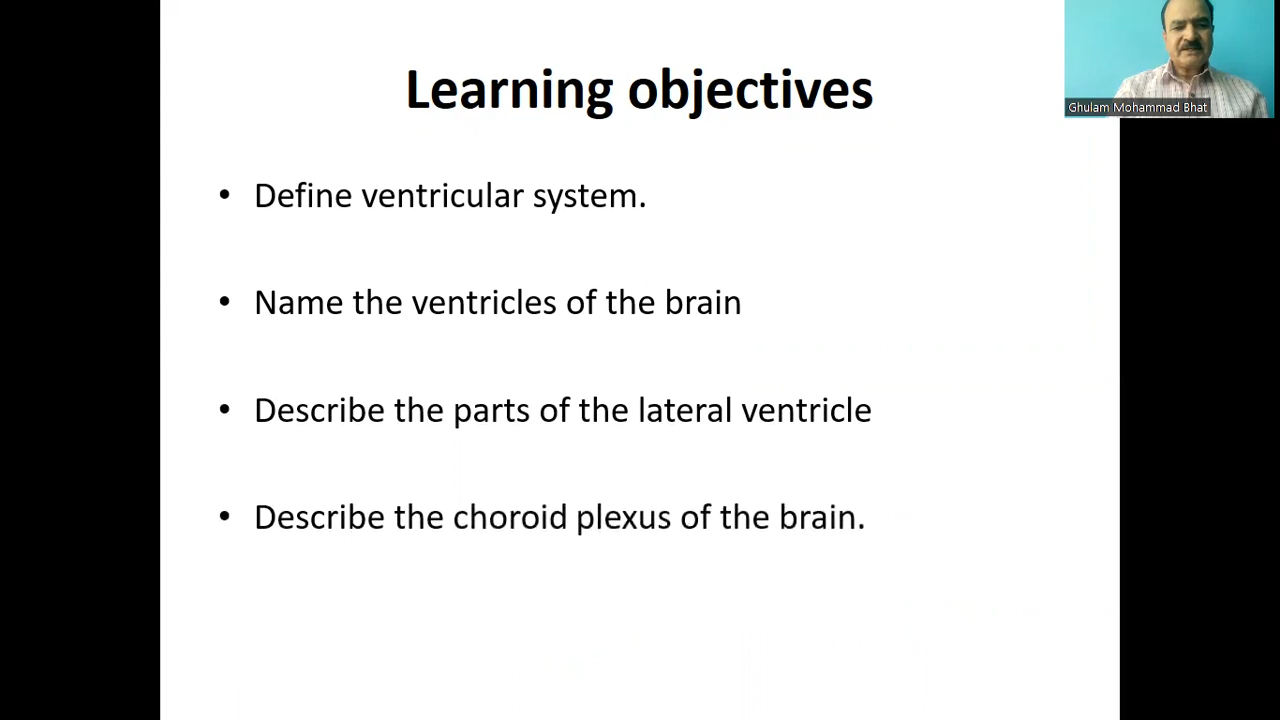 Learning objectives
Ghulam Mohammad Bhat
• Define ventricular system.
• Name the ventricles of the brain
• Describe the parts of the lateral ventricle
• Describe the choroid plexus of the brain.